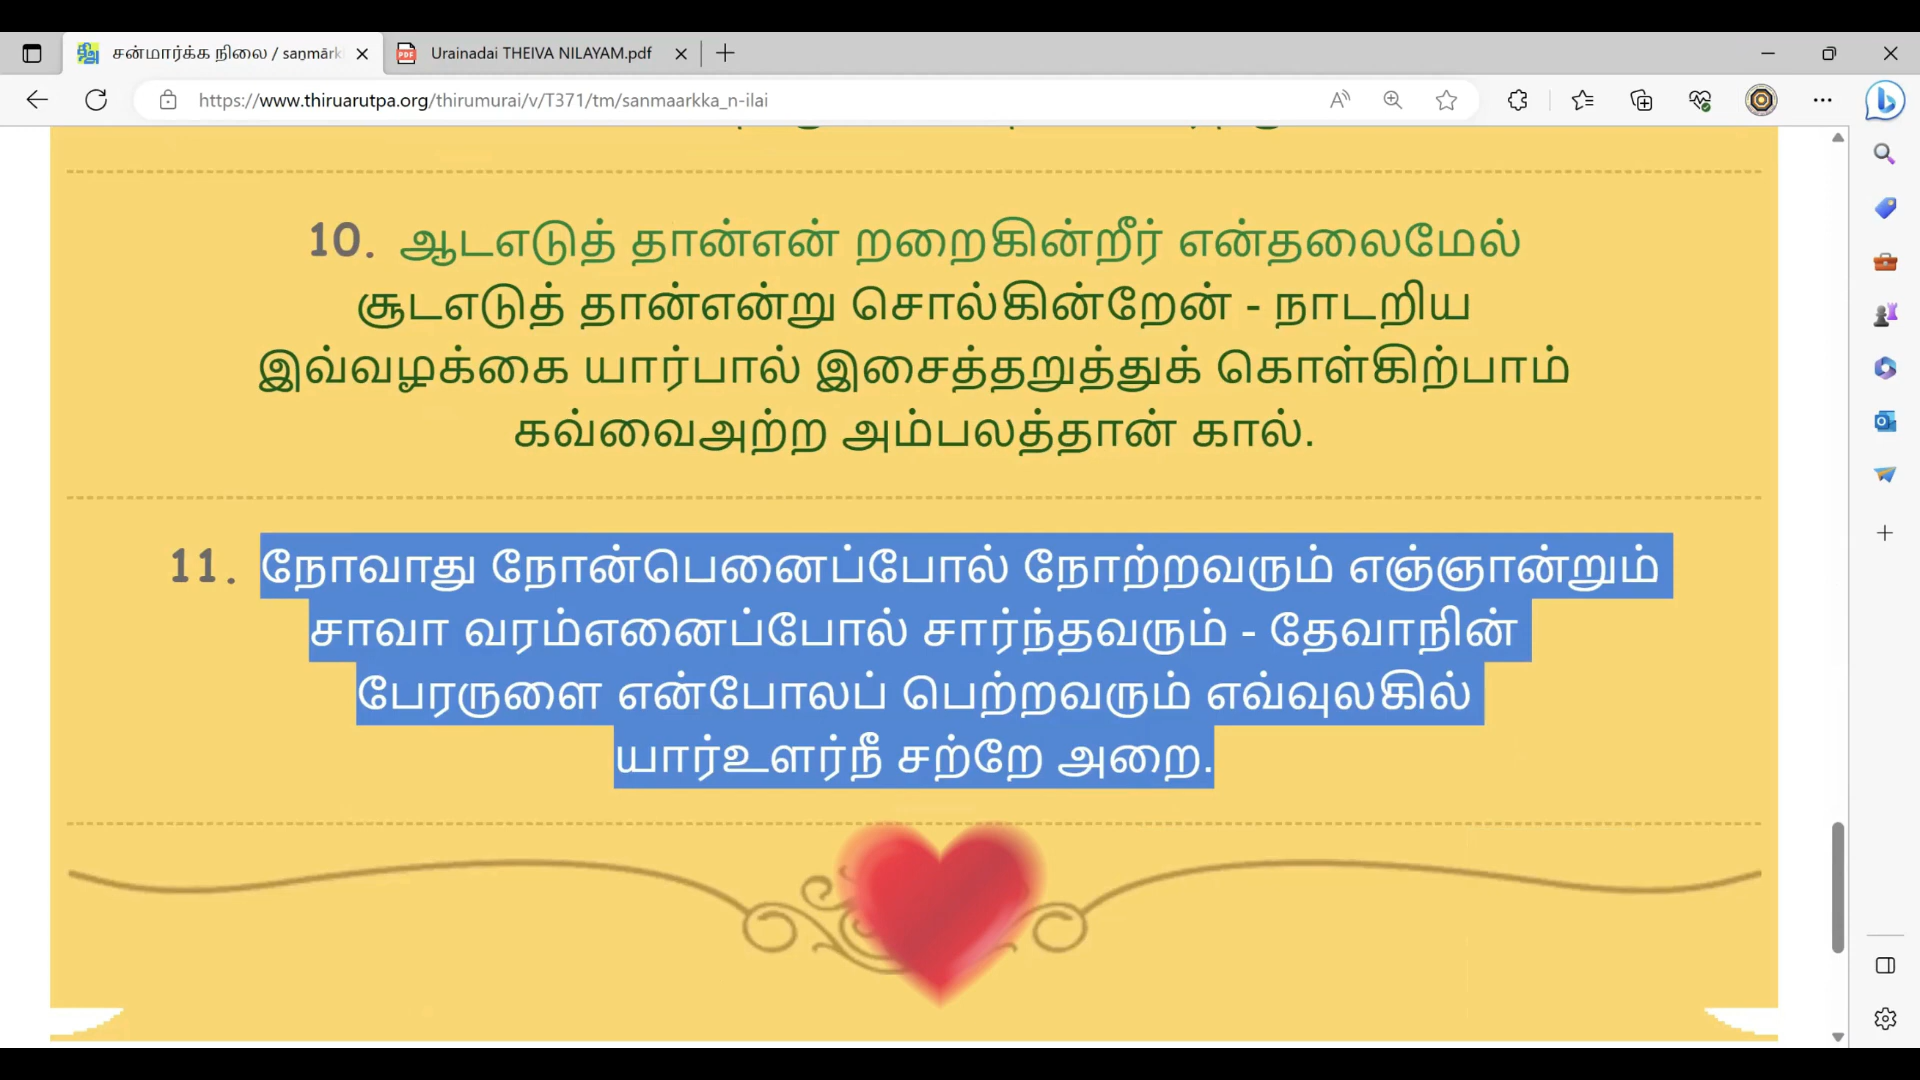 சன்மார்க்க நிலை / saṇmārk
Urainadai THEIVA NILAYAM.pdf
https://www.thiruarutpa.org/thirumurai/v/T371/tm/sanmaarkka_n-ilai
10. ஆடஎடுத் தான்என் றறைகின்றீர் என்தலைமேல்
சூடஎடுத் தான்என்று சொல்கின்றேன் - நாடறிய
இவ்வழக்கை யார்பால் இசைத்தறுத்துக் கொள்கிற்பாம்
கவ்வைஅற்ற அம்பலத்தான் கால்.
11. நோவாது நோன்பெனைப்போல் நோற்றவரும் எஞ்ஞான்றும்
சாவா வரம்எனைப்போல் சார்ந்தவரும் - தேவாநின்
பேரருளை என்போலப் பெற்றவரும் எவ்வுலகில்
யார்உளர்நீ சற்றே அறை.